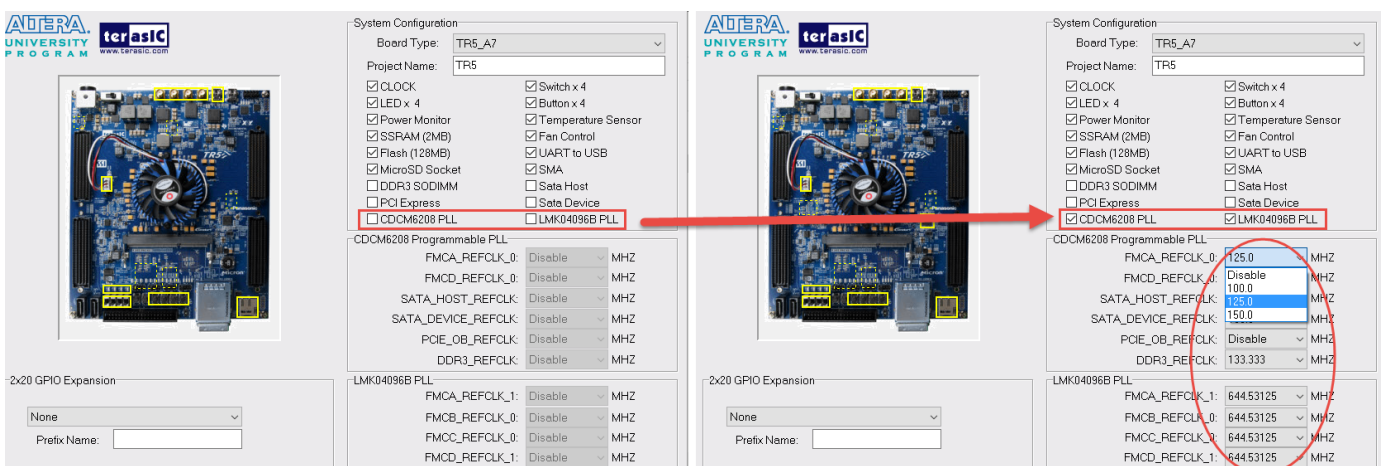 ALTERA.
UNIVERSITY
PROGRAM
terasIC
www.terasic.com
TR5
System Configuration
Board Type: TR5_A7
Project Name: TR5
CLOCK Switch x 4
LED x 4 Button x 4
Power Monitor Temperature Sensor
SSRAM (2MB) Fan Control
Flash (128MB) UART to USB
MicroSD Socket SMA
DDR3 SODIMM Sata Host
PCI Express Sata Device
CDCM6208 PLL LMK04096B PLL
CDCM6208 Programmable PLL
FMCA_REFCLK_0: Disable MHZ
FMCD_REFCLK_0: Disable MHZ
SATA_HOST_REFCLK: Disable MHZ
SATA_DEVICE_REFCLK: Disable MHZ
PCIE_OB_REFCLK: Disable MHZ
DDR3_REFCLK: Disable MHZ
2x20 GPIO Expansion
None
Prefix Name:
LMK04096B PLL
FMCA_REFCLK_1: Disable MHZ
FMCB_REFCLK_0: Disable MHZ
FMCC_REFCLK_0: Disable MHZ
FMCD_REFCLK_1: Disable MHZ
ALTERA.
UNIVERSITY
PROGRAM
terasIC
www.terasic.com
TR5
System Configuration
Board Type: TR5_A7
Project Name: TR5
CLOCK Switch x 4
LED x 4 Button x 4
Power Monitor Temperature Sensor
SSRAM (2MB) Fan Control
Flash (128MB) UART to USB
MicroSD Socket SMA
DDR3 SODIMM Sata Host
PCI Express Sata Device
CDCM6208 PLL LMK04096B PLL
CDCM6208 Programmable PLL
FMCA_REFCLK_0: 125.0 MHZ
Disable
100.0
125.0
150.0
FMCD_REFCLK_0: MHZ
SATA_HOST_REFCLK: MHZ
SATA_DEVICE_REFCLK: MHZ
PCIE_OB_REFCLK: Disable MHZ
DDR3_REFCLK: 133.333 MHZ
2x20 GPIO Expansion
None
Prefix Name:
LMK04096B PLL
FMCA_REFCLK_1: 644.53125 MHZ
FMCB_REFCLK_0: 644.53125 MHZ
FMCC_REFCLK_0: 644.53125 MHZ
FMCD_REFCLK_1: 644.53125 MHZ